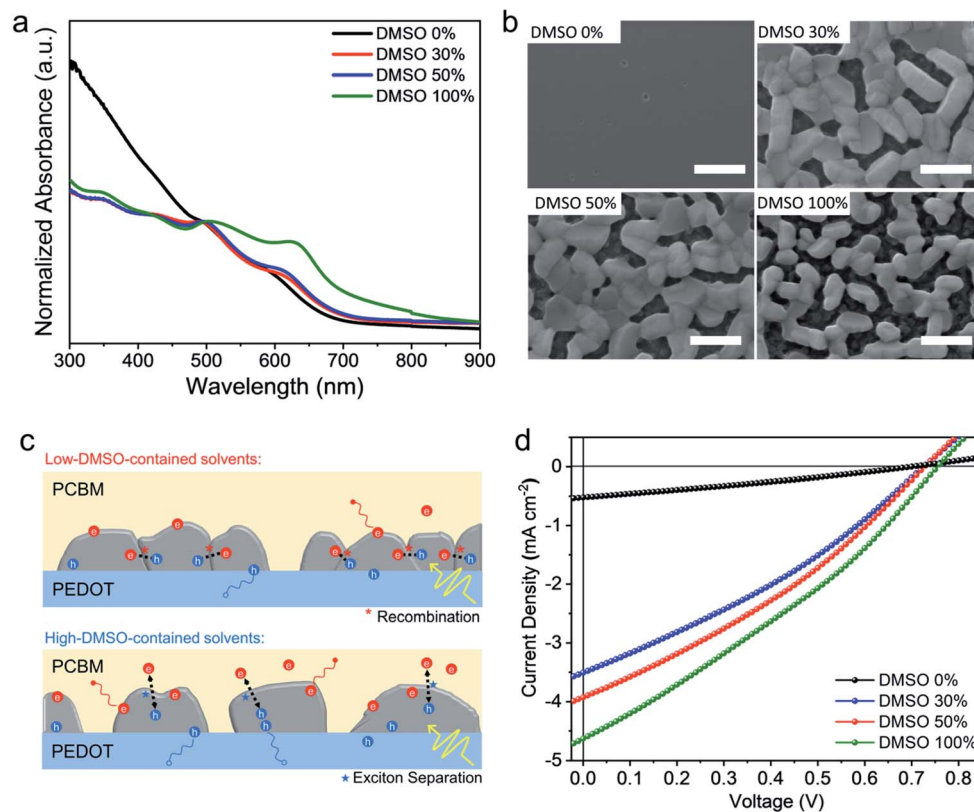 a
Normalized Absorbance (a.u.)
DMSO 0%
DMSO 30%
DMSO 50%
DMSO 100%
300 400 500 600 700 800 900
Wavelength (nm)
b
DMSO 0%
DMSO 30%
DMSO 50%
DMSO 100%
c
Low-DMSO-contained solvents:
PCBM
e e e e e e e
h h h h h h
PEDOT
* Recombination
High-DMSO-contained solvents:
PCBM
e e e e e e e e
h h h h h h
PEDOT
★ Exciton Separation
d
Current Density (mA cm⁻²)
0
-1
-2
-3
-4
-5
DMSO 0%
DMSO 30%
DMSO 50%
DMSO 100%
0.0 0.1 0.2 0.3 0.4 0.5 0.6 0.7 0.8
Voltage (V)